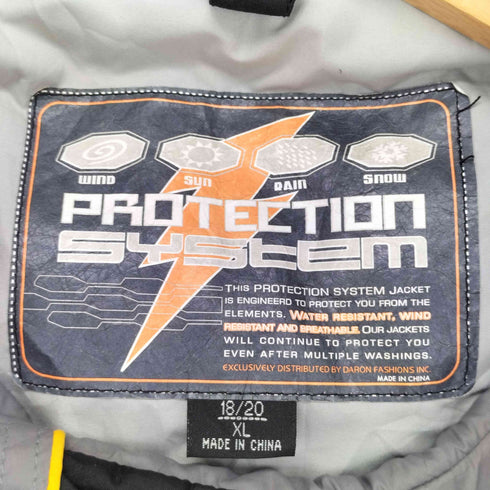 WIND SUN RAIN SNOW
PROTECTION
SYSTEM
THIS PROTECTION SYSTEM JACKET
IS ENGINEERD TO PROTECT YOU FROM THE
ELEMENTS. WATER RESISTANT, WIND
RESISTANT AND BREATHABLE. OUR JACKETS
WILL CONTINUE TO PROTECT YOU
EVEN AFTER MULTIPLE WASHINGS.
EXCLUSIVELY DISTRIBUTED BY DARON FASHIONS INC.
MADE IN CHINA
18/20
XL
MADE IN CHINA